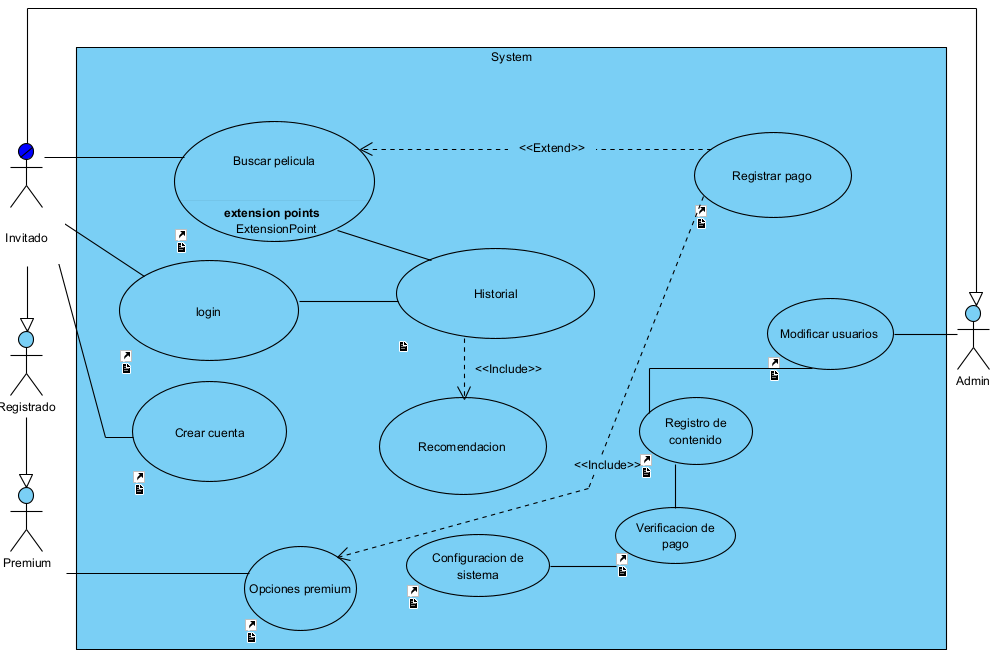 System
Buscar pelicula
extension points
ExtensionPoint
<<Extend>>
Registrar pago
Invitado
login
Historial
Modificar usuarios
<<Include>>
Admin
Registrado
Crear cuenta
Recomendacion
Registro de
contenido
<<Include>>
Verificacion de
pago
Premium
Configuracion de
sistema
Opciones premium